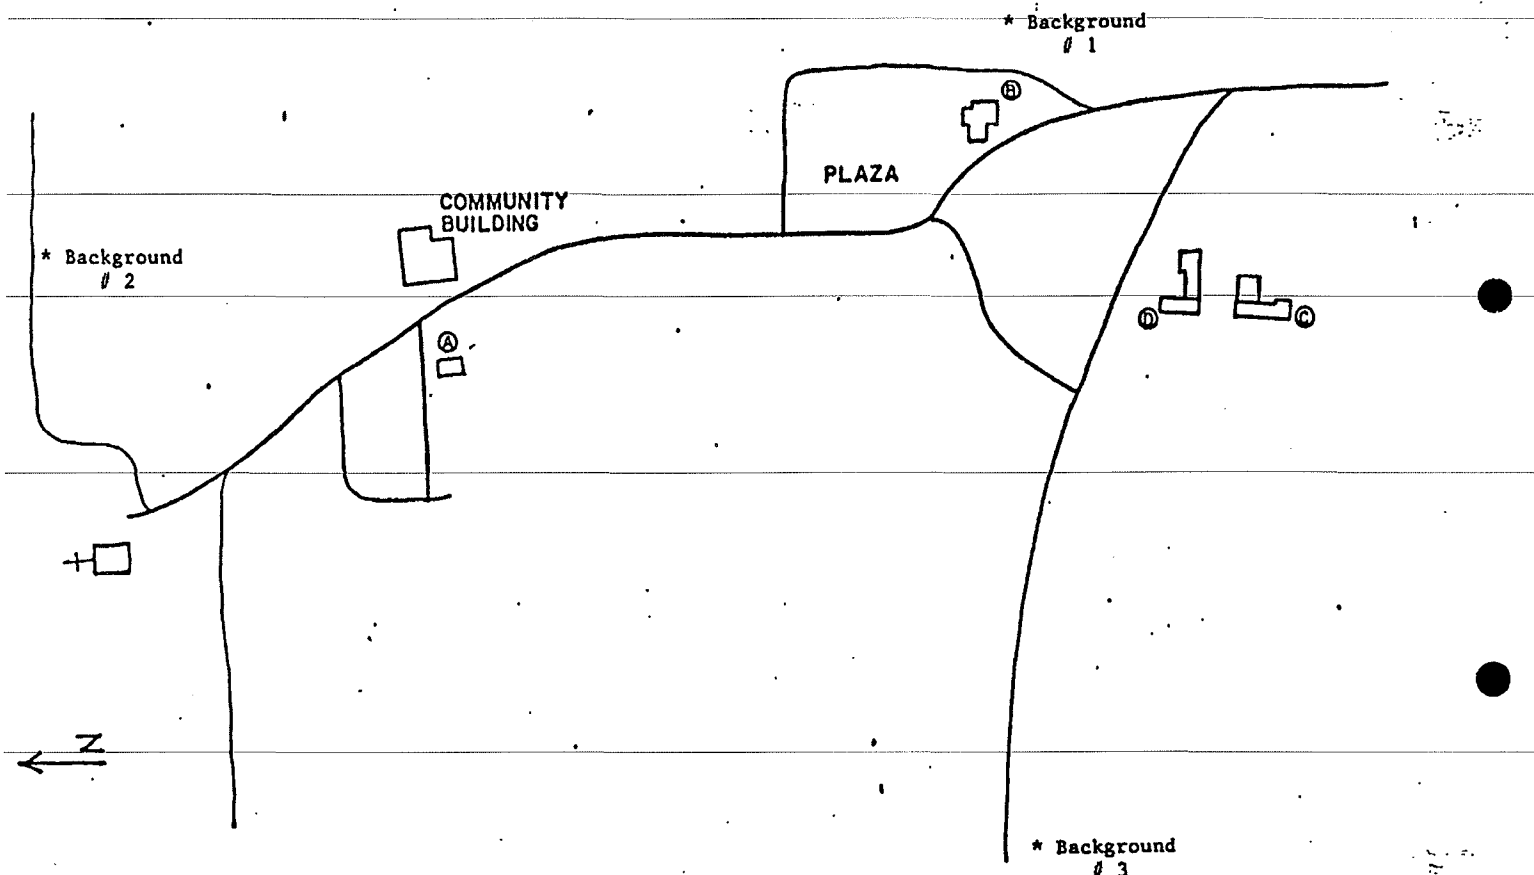 * Background
# 1
Ⓑ
PLAZA
COMMUNITY
BUILDING
* Background
# 2
Ⓓ
Ⓒ
Ⓐ
N
* Background
# 3